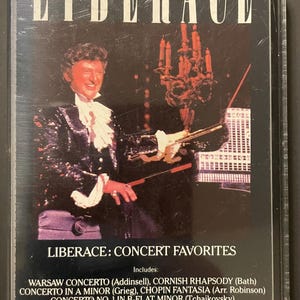 LIBERACE
LIBERACE: CONCERT FAVORITES
Includes:
WARSAW CONCERTO (Addinsell), CORNISH RHAPSODY (Bath)
CONCERTO IN A MINOR (Grieg), CHOPIN FANTASIA (Arr. Robinson)
CONCERTO NO. 1 IN B-FLAT MINOR (Tchaikovsky)